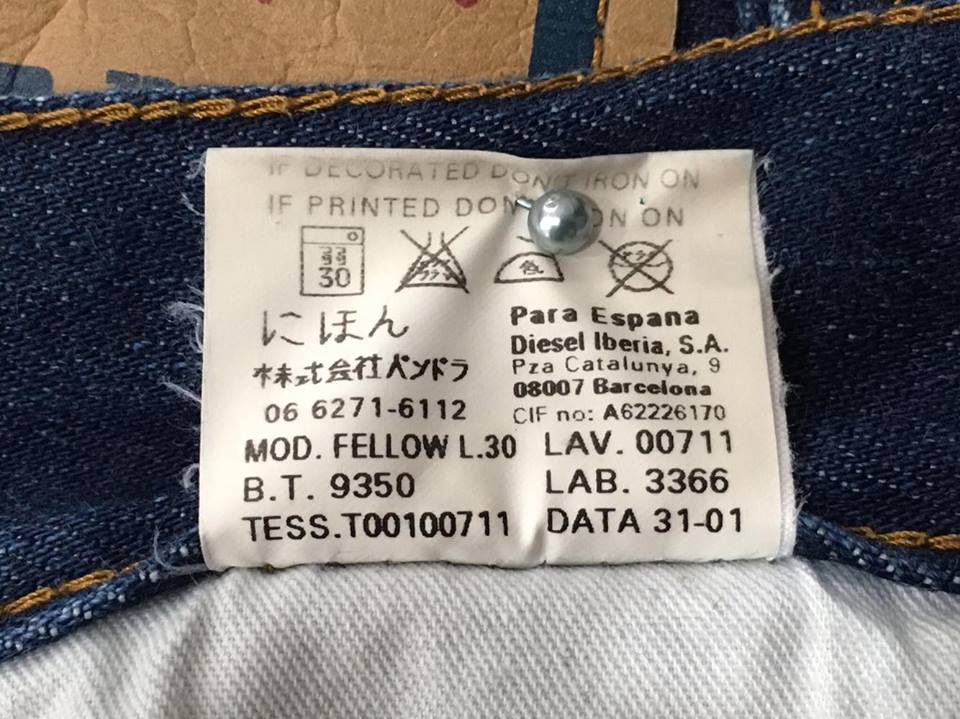 IF DECORATED DON'T IRON ON
IF PRINTED DON ON ON
30
中
にほん
株式会社パンドラ
06 6271-6112
Para Espana
Diesel Iberia, S.A.
Pza Catalunya, 9
08007 Barcelona
CIF no: A62226170
MOD. FELLOW L.30 LAV. 00711
B.T. 9350 LAB. 3366
TESS.T00100711 DATA 31-01